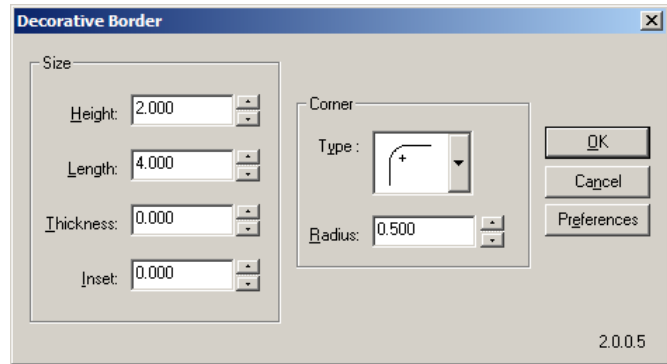 Decorative Border
Size
Height: 2.000
Length: 4.000
Thickness: 0.000
Inset: 0.000
Corner
Type :
Radius: 0.500
OK
Cancel
Preferences
2.0.0.5